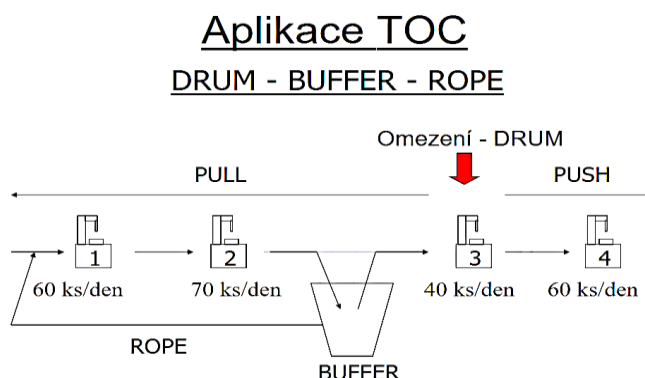 Aplikace TOC
DRUM - BUFFER - ROPE
Omezení - DRUM
PULL
PUSH
1
2
3
4
60 ks/den
70 ks/den
40 ks/den
60 ks/den
ROPE
BUFFER